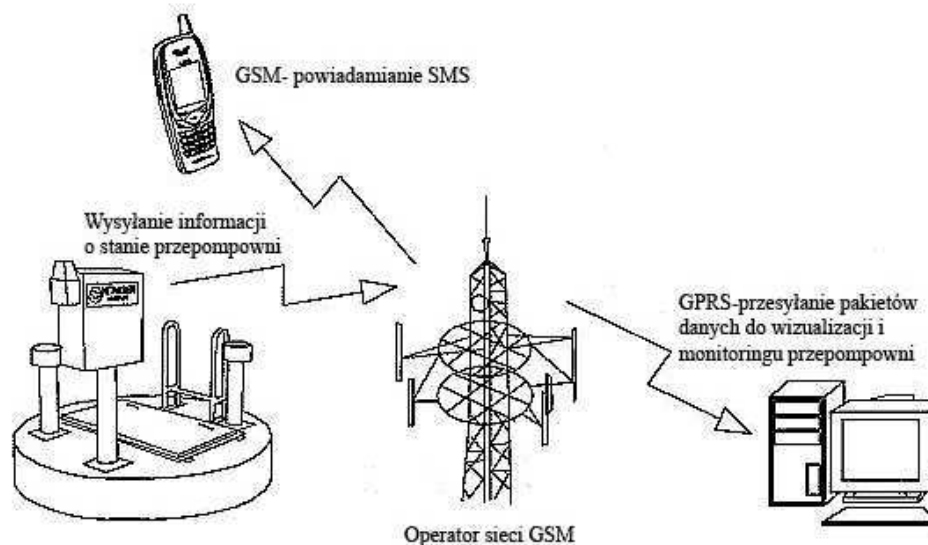 GSM- powiadamianie SMS
Wysyłanie informacji
o stanie przepompowni
GPRS-przesyłanie pakietów
danych do wizualizacji i
monitoringu przepompowni
Operator sieci GSM